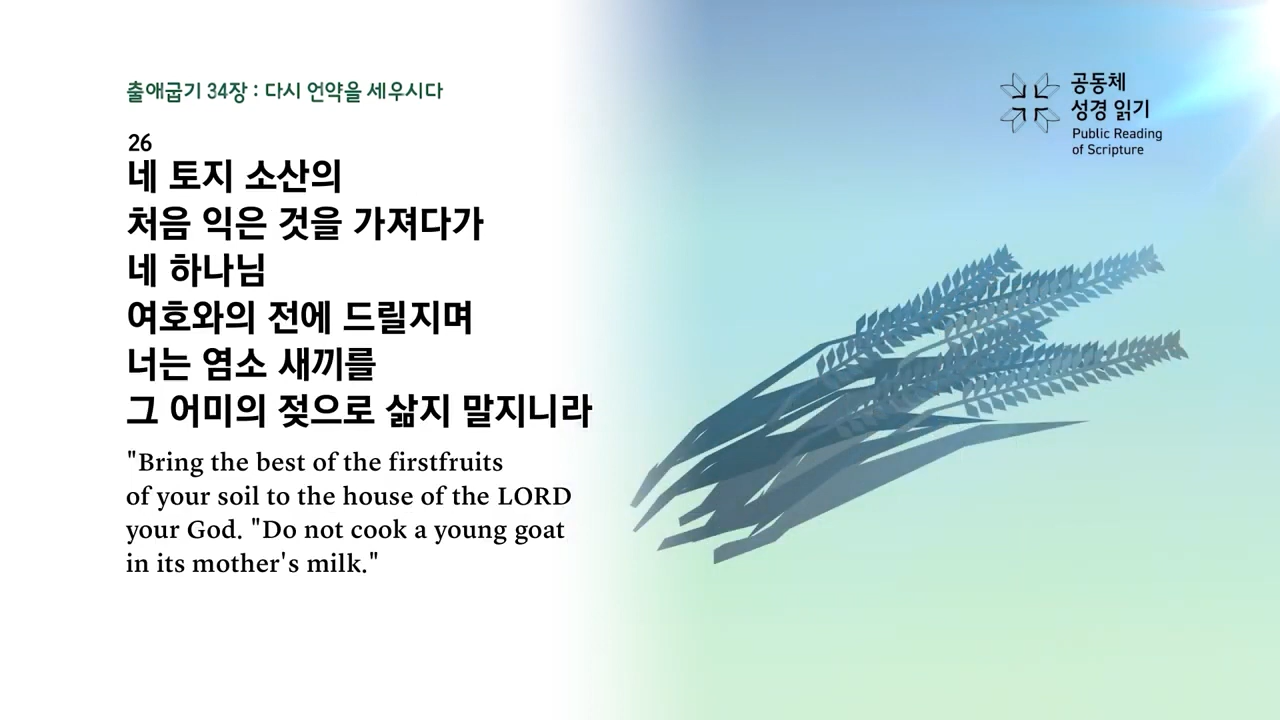 출애굽기 34장 : 다시 언약을 세우시다
공동체
성경 읽기
Public Reading
of Scripture
26
네 토지 소산의
처음 익은 것을 가져다가
네 하나님
여호와의 전에 드릴지며
너는 염소 새끼를
그 어미의 젖으로 삶지 말지니라
"Bring the best of the firstfruits
of your soil to the house of the LORD
your God. "Do not cook a young goat
in its mother's milk."